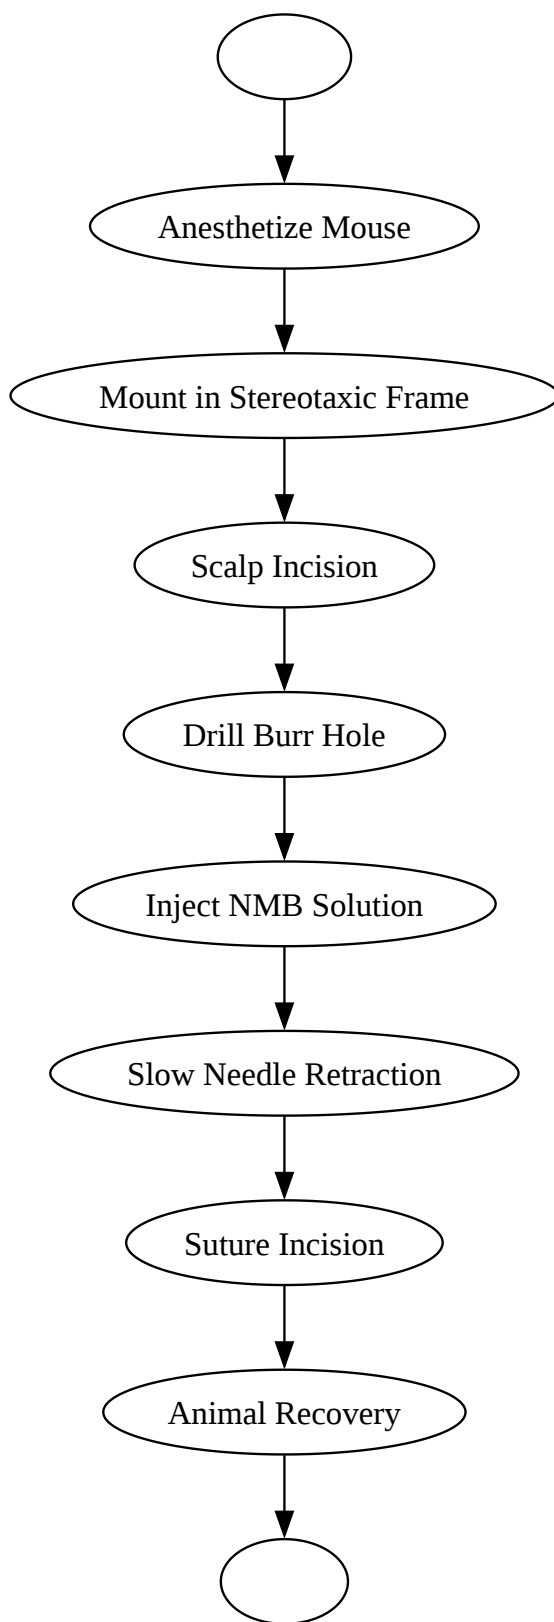 Anesthetize Mouse
Mount in Stereotaxic Frame
Scalp Incision
Drill Burr Hole
Inject NMB Solution
Slow Needle Retraction
Suture Incision
Animal Recovery